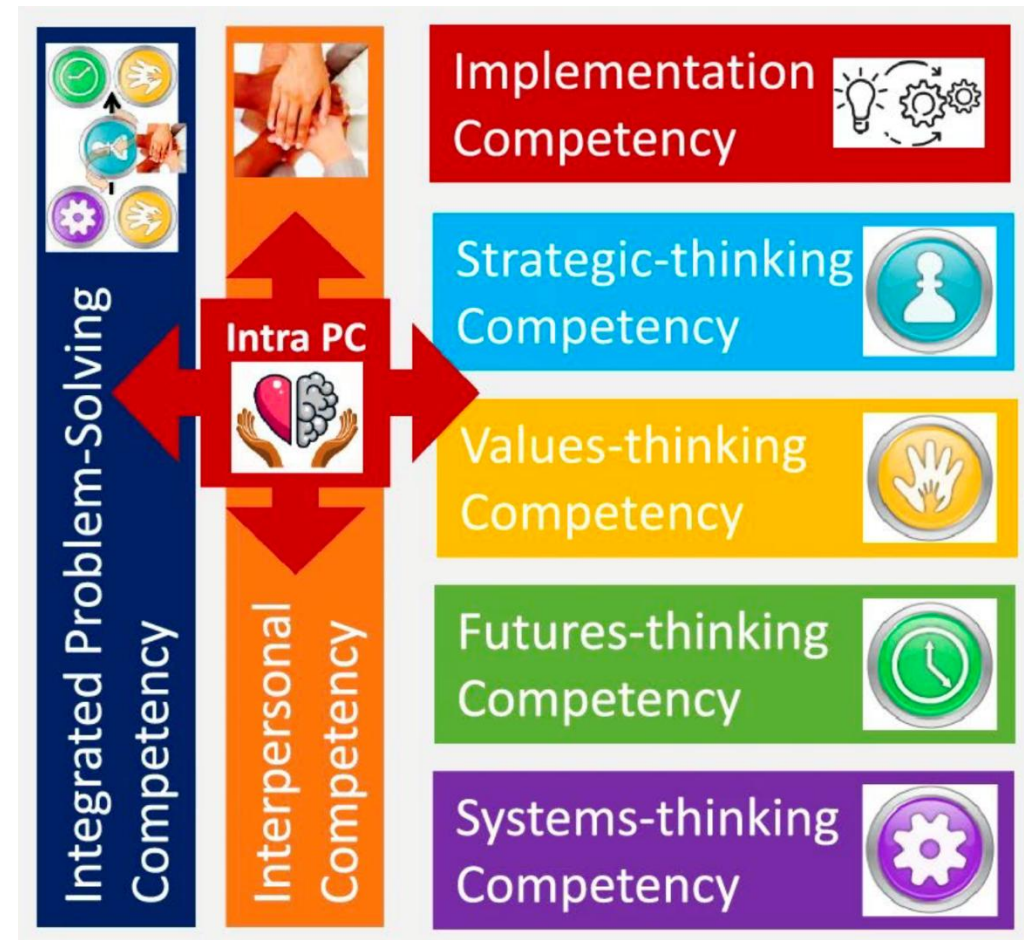 Integrated Problem-Solving
Competency
Interpersonal
Competency
Intra PC
Implementation
Competency
Strategic-thinking
Competency
Values-thinking
Competency
Futures-thinking
Competency
Systems-thinking
Competency